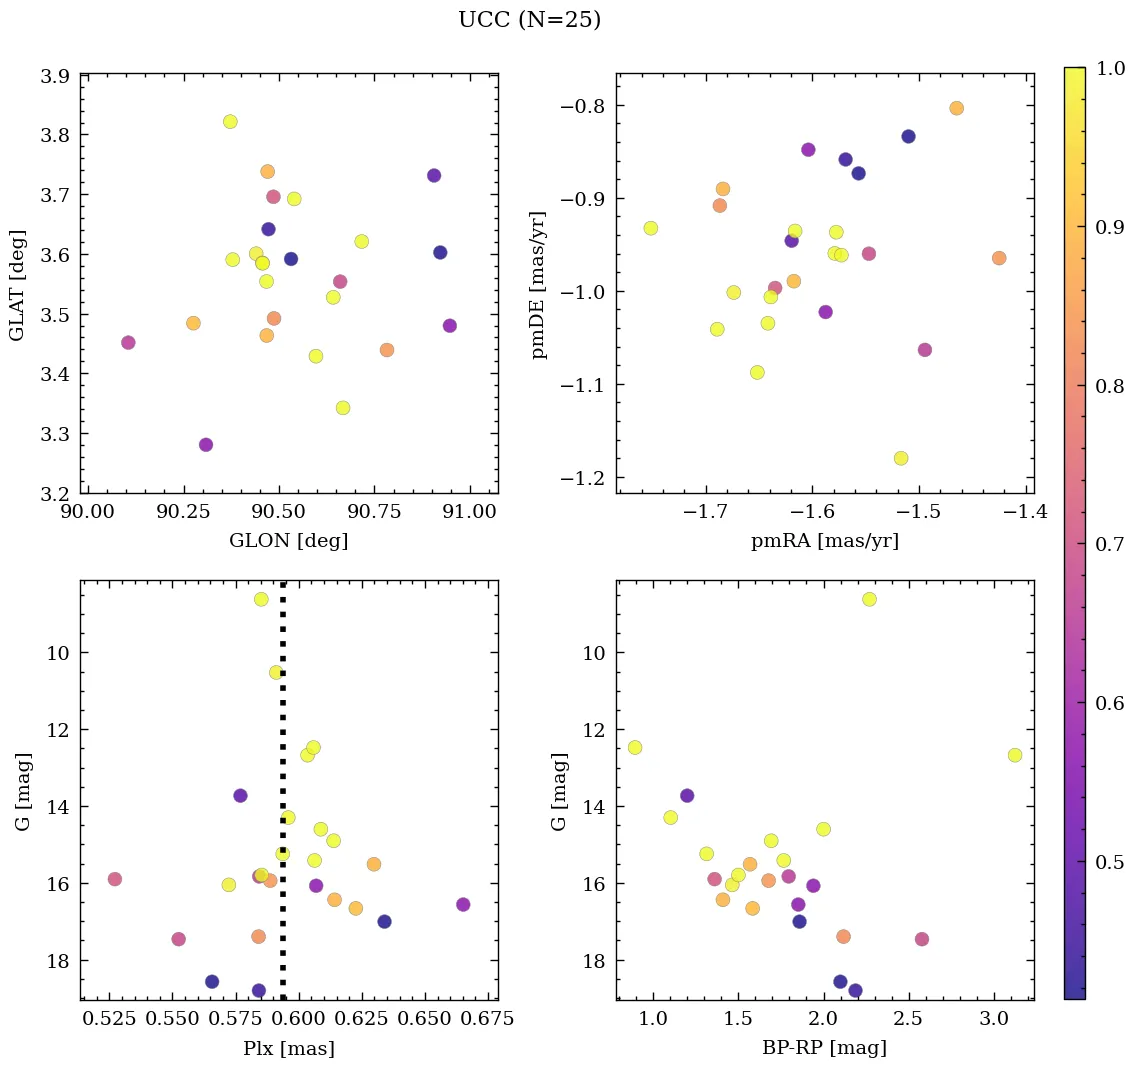 UCC (N=25)
3.9
3.8
3.7
3.6
3.5
3.4
3.3
3.2
GLAT [deg]
90.00 90.25 90.50 90.75 91.00
GLON [deg]
−0.8
−0.9
−1.0
−1.1
−1.2
pmDE [mas/yr]
−1.7 −1.6 −1.5 −1.4
pmRA [mas/yr]
10
12
14
16
18
G [mag]
0.525 0.550 0.575 0.600 0.625 0.650 0.675
Plx [mas]
10
12
14
16
18
G [mag]
1.0 1.5 2.0 2.5 3.0
BP-RP [mag]
1.0
0.9
0.8
0.7
0.6
0.5